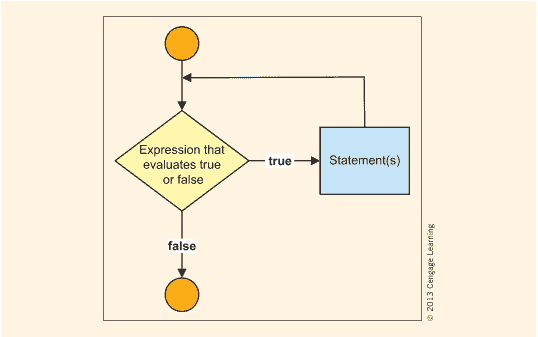 Expression that
evaluates true
or false
true
Statement(s)
false
© 2013 Cengage Learning